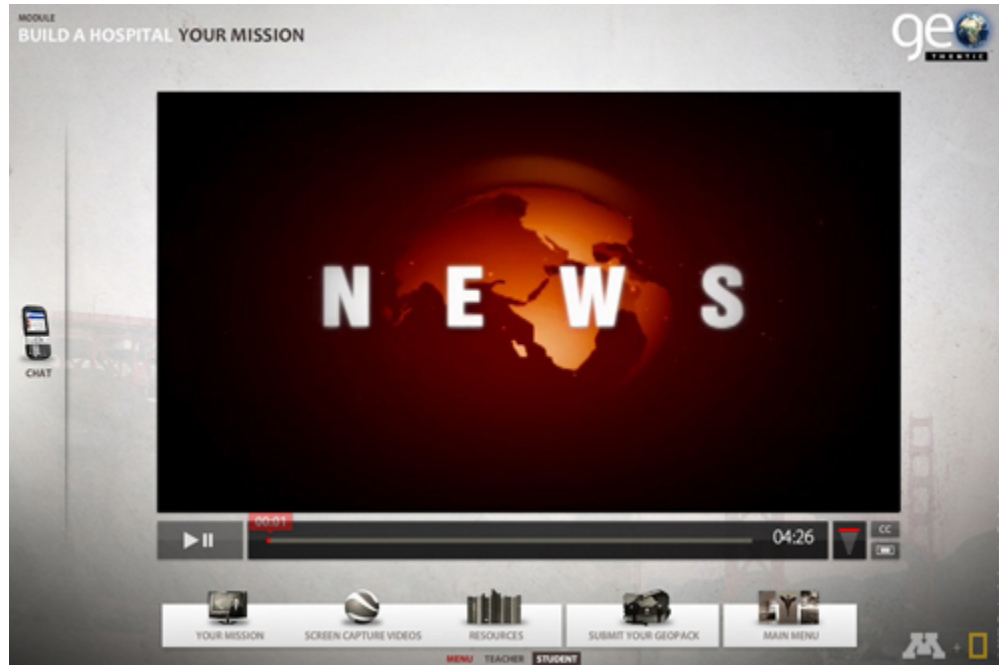 MODULE
BUILD A HOSPITAL YOUR MISSION
geo
THENTIC
NEWS
CHAT
00:01
04:26
CC
YOUR MISSION
SCREEN CAPTURE VIDEOS
RESOURCES
SUBMIT YOUR GEOPACK
MAIN MENU
M +
MENU TEACHER STUDENT